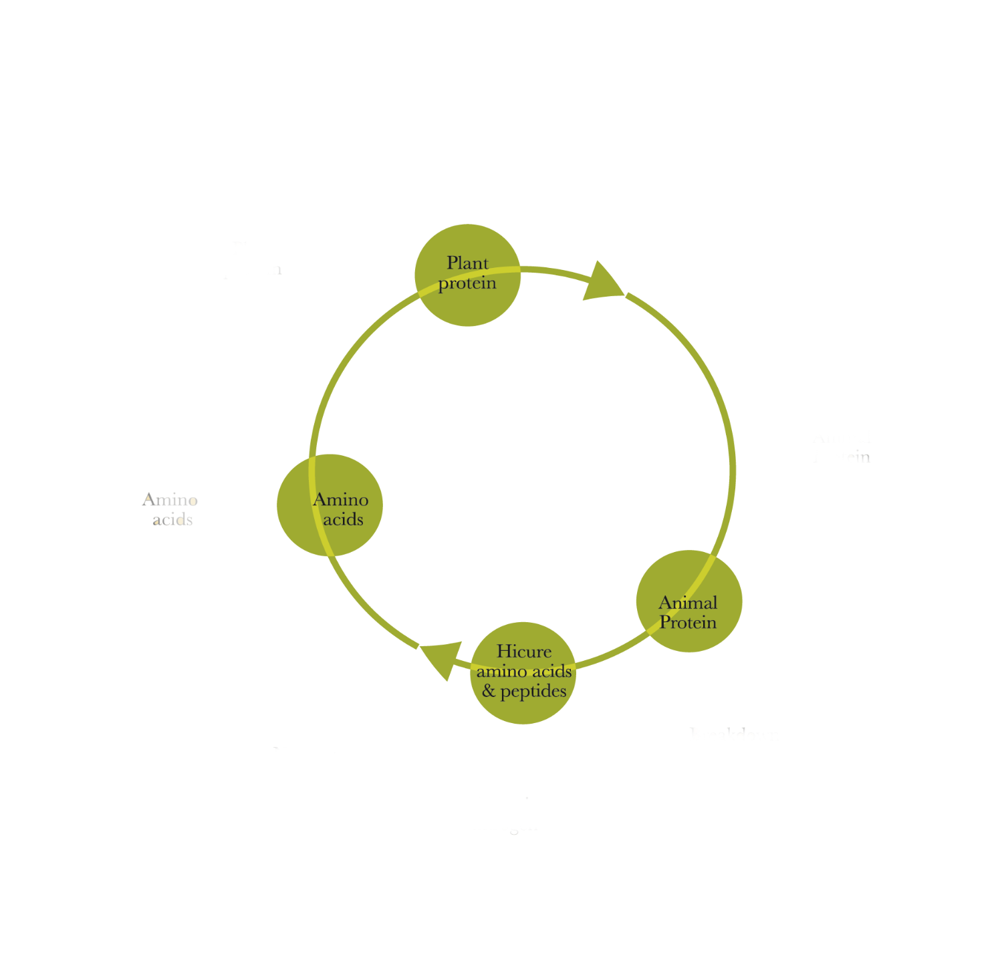 Plant
protein
Amino
acids
Amino
acids
Animal
Protein
Hicure
amino acids
& peptides